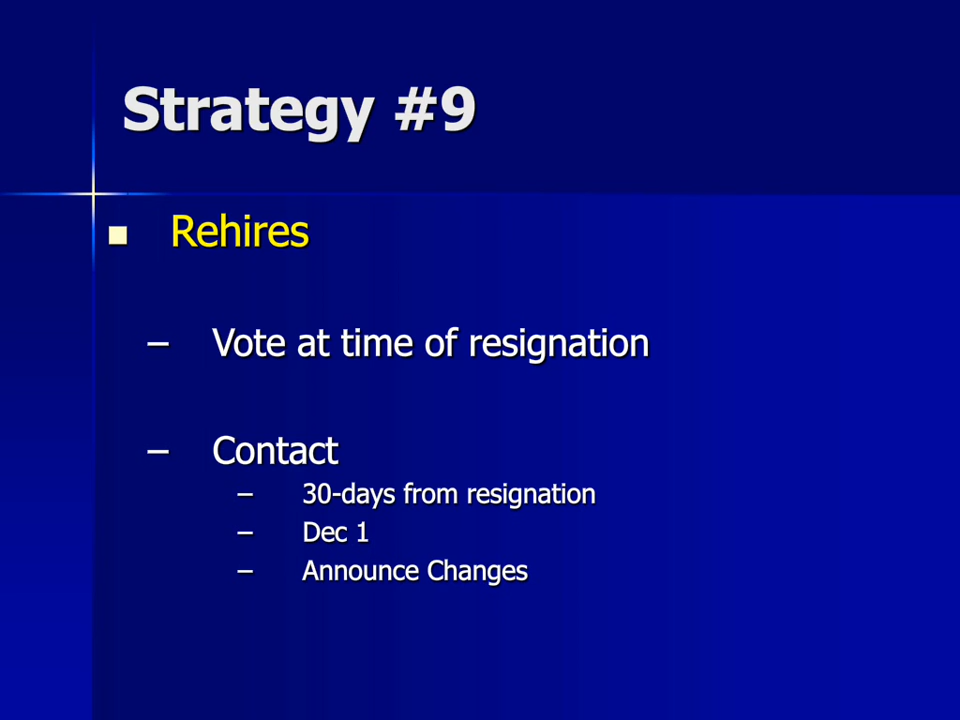 Strategy #9
■ Rehires
– Vote at time of resignation
– Contact
– 30-days from resignation
– Dec 1
– Announce Changes